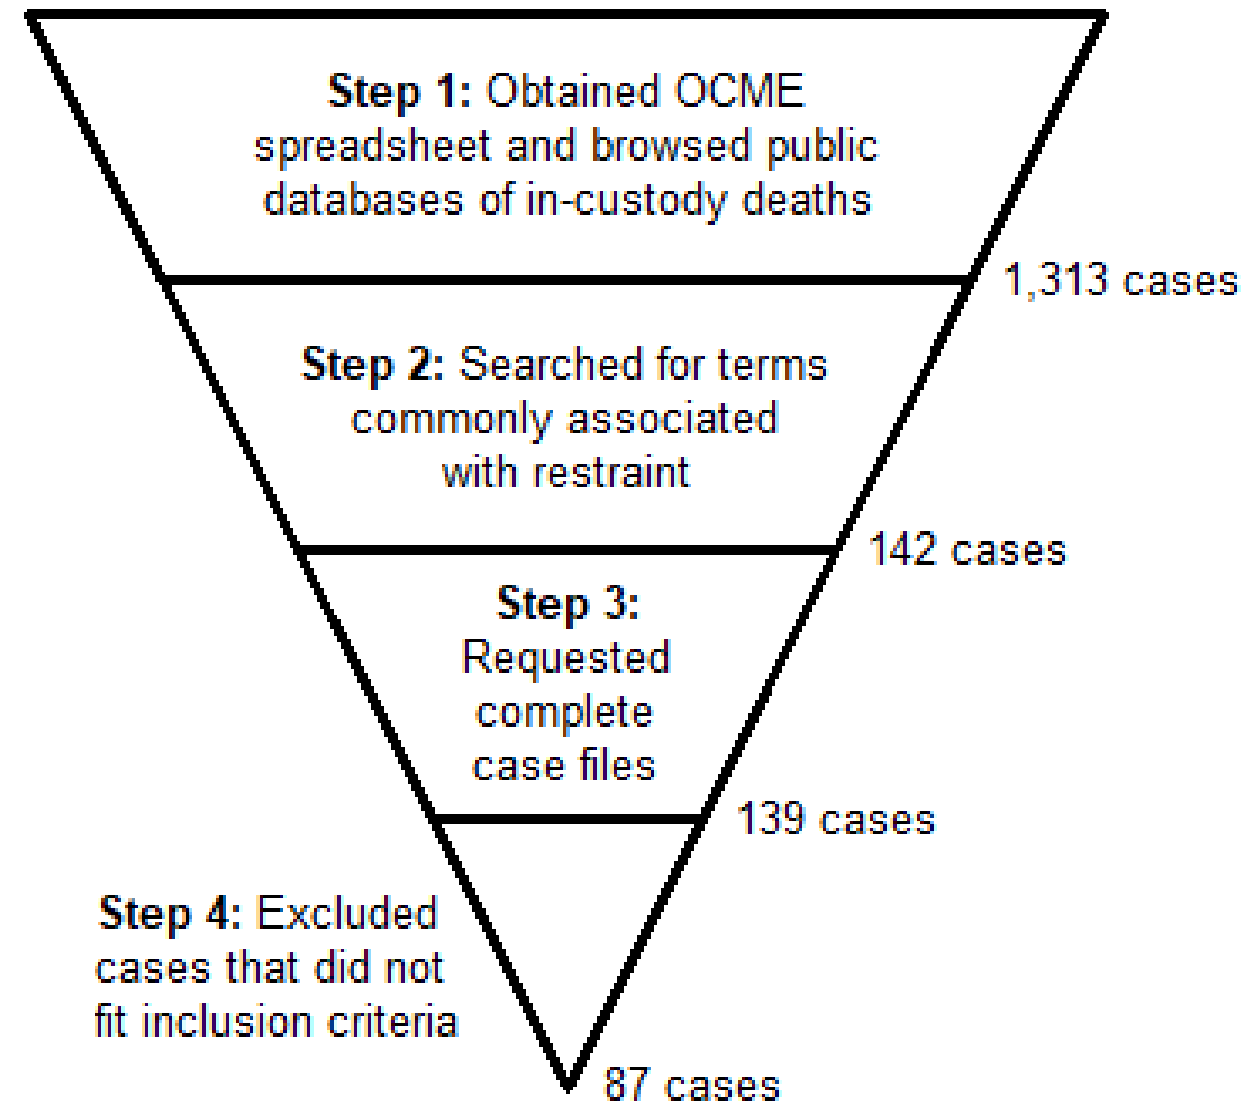 Step 1: Obtained OCME
spreadsheet and browsed public
databases of in-custody deaths
1,313 cases
Step 2: Searched for terms
commonly associated
with restraint
142 cases
Step 3:
Requested
complete
case files
139 cases
Step 4: Excluded
cases that did not
fit inclusion criteria
87 cases